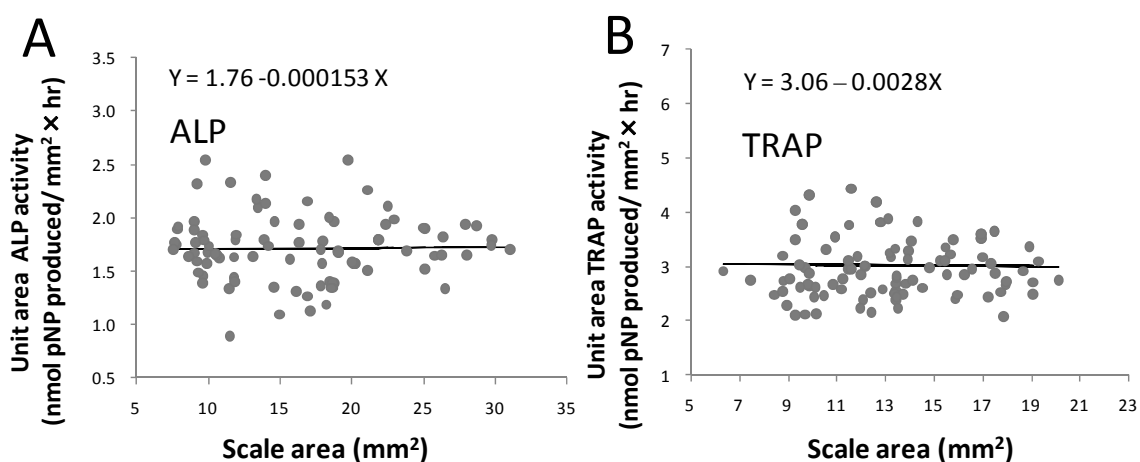 A
Unit area ALP activity
(nmol pNP produced/ mm² × hr)
3.5
3.0
2.5
2.0
1.5
1.0
0.5
Y = 1.76 -0.000153 X
ALP
5 10 15 20 25 30 35
Scale area (mm²)
B
Unit area TRAP activity
(nmol pNP produced/ mm² × hr)
7
6
5
4
3
2
1
Y = 3.06 – 0.0028X
TRAP
5 7 9 11 13 15 17 19 21 23
Scale area (mm²)